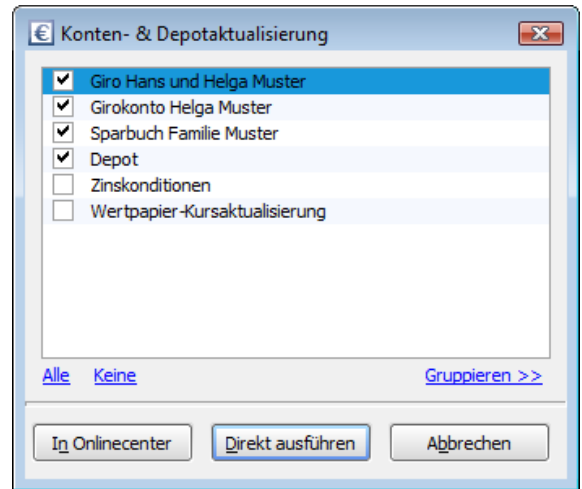 € Konten- & Depotaktualisierung
Giro Hans und Helga Muster
Girokonto Helga Muster
Sparbuch Familie Muster
Depot
Zinskonditionen
Wertpapier-Kursaktualisierung
Alle Keine Gruppieren >>
In Onlinecenter Direkt ausführen Abbrechen